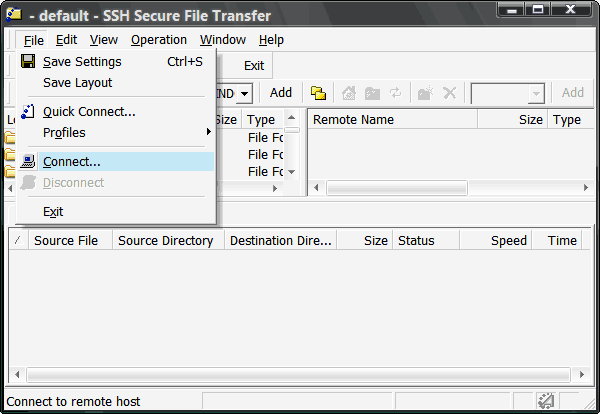 - default - SSH Secure File Transfer
File Edit View Operation Window Help
Save Settings Ctrl+S
Save Layout
Quick Connect...
Profiles
Connect...
Disconnect
Exit
Exit
Add
Add
Size Type
File Fo
File Fo
File Fo
Remote Name Size Type
/ Source File Source Directory Destination Dire... Size Status Speed Time
Connect to remote host